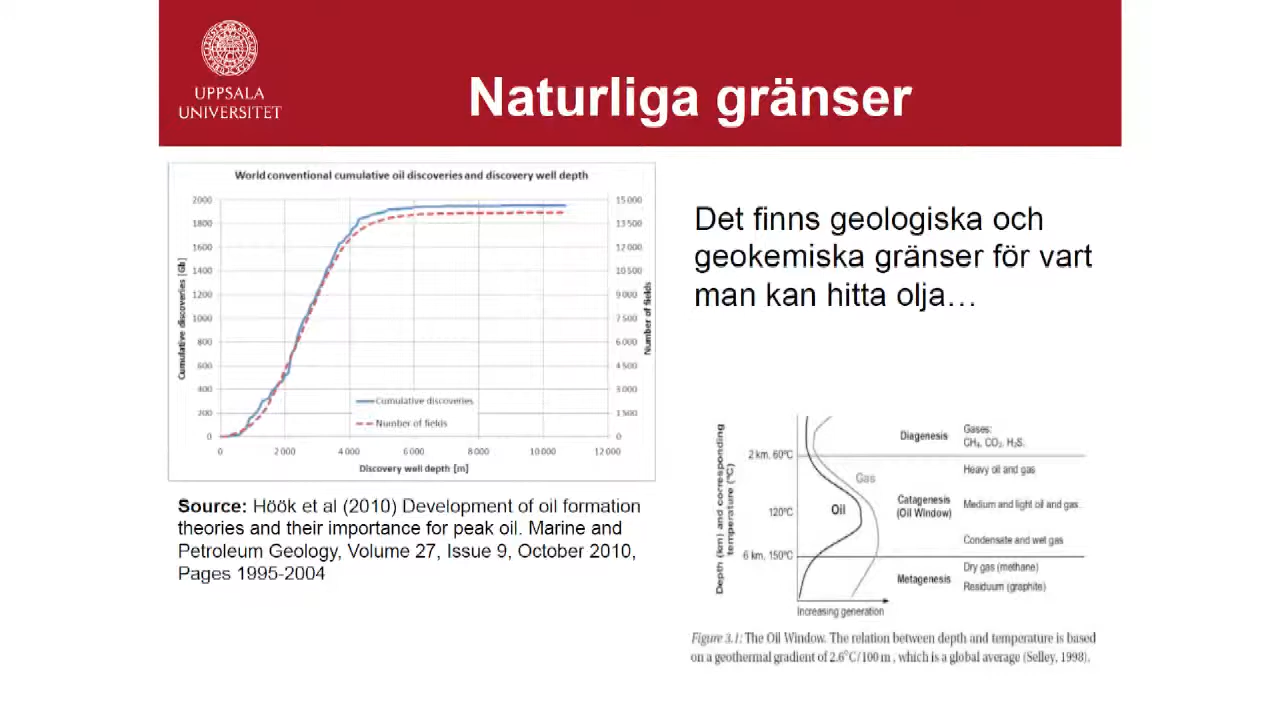 UPPSALA
UNIVERSITET
Naturliga gränser
World conventional cumulative oil discoveries and discovery well depth
2000
1800
1600
1400
1200
1000
800
600
400
200
0
Cumulative discoveries [Gb]
15 000
13 500
12 000
10 500
9 000
7 500
6 000
4 500
3 000
1 500
0
Number of fields
Cumulative discoveries
Number of fields
0
2 000
4 000
6 000
8 000
10 000
12 000
Discovery well depth [m]
Source: Höök et al (2010) Development of oil formation
theories and their importance for peak oil. Marine and
Petroleum Geology, Volume 27, Issue 9, October 2010,
Pages 1995-2004
Det finns geologiska och
geokemiska gränser för vart
man kan hitta olja…
Depth (km) and corresponding
temperature (°C)
2 km, 60°C
120°C
6 km, 150°C
Gas
Oil
Diagenesis
Gases:
CH₄, CO₂, H₂S.
Heavy oil and gas
Catagenesis
(Oil Window)
Medium and light oil and gas.
Condensate and wet gas
Metagenesis
Dry gas (methane)
Residuum (graphite)
Increasing generation
Figure 3.1: The Oil Window. The relation between depth and temperature is based
on a geothermal gradient of 2.6°C/100 m, which is a global average (Selley, 1998).